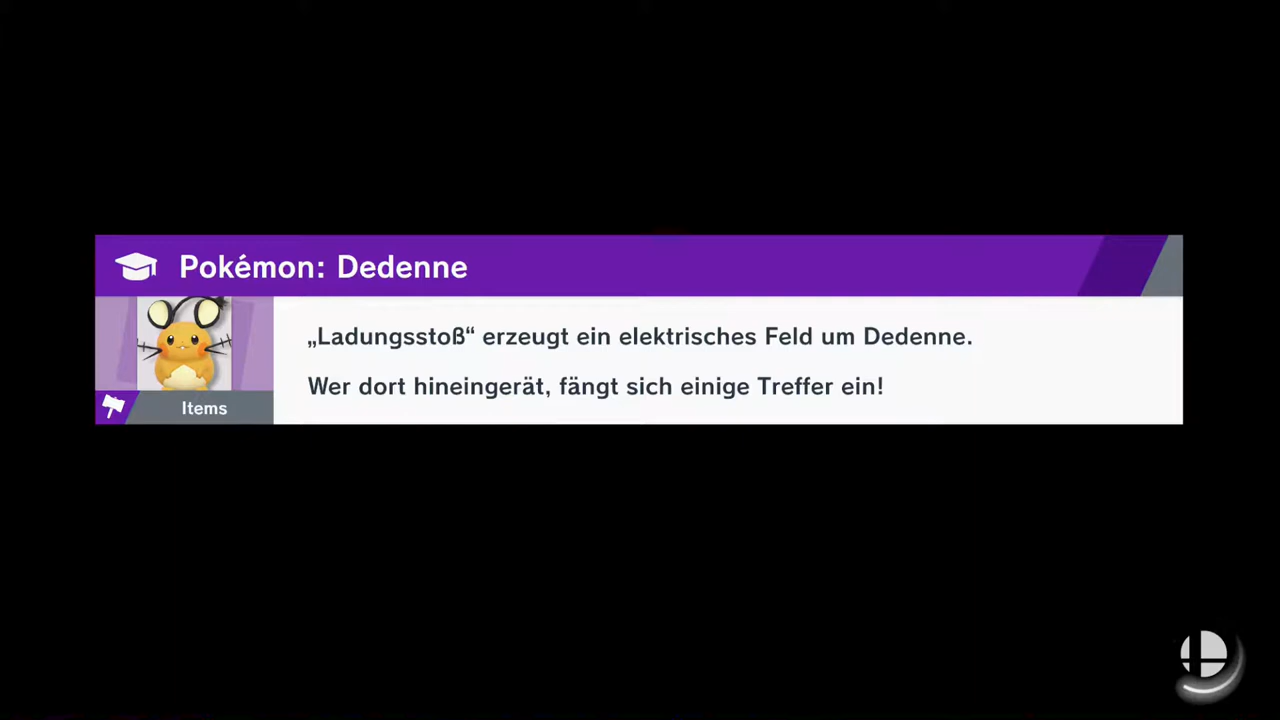 Pokémon: Dedenne
„Ladungsstoß“ erzeugt ein elektrisches Feld um Dedenne.
Wer dort hineingerät, fängt sich einige Treffer ein!
Items